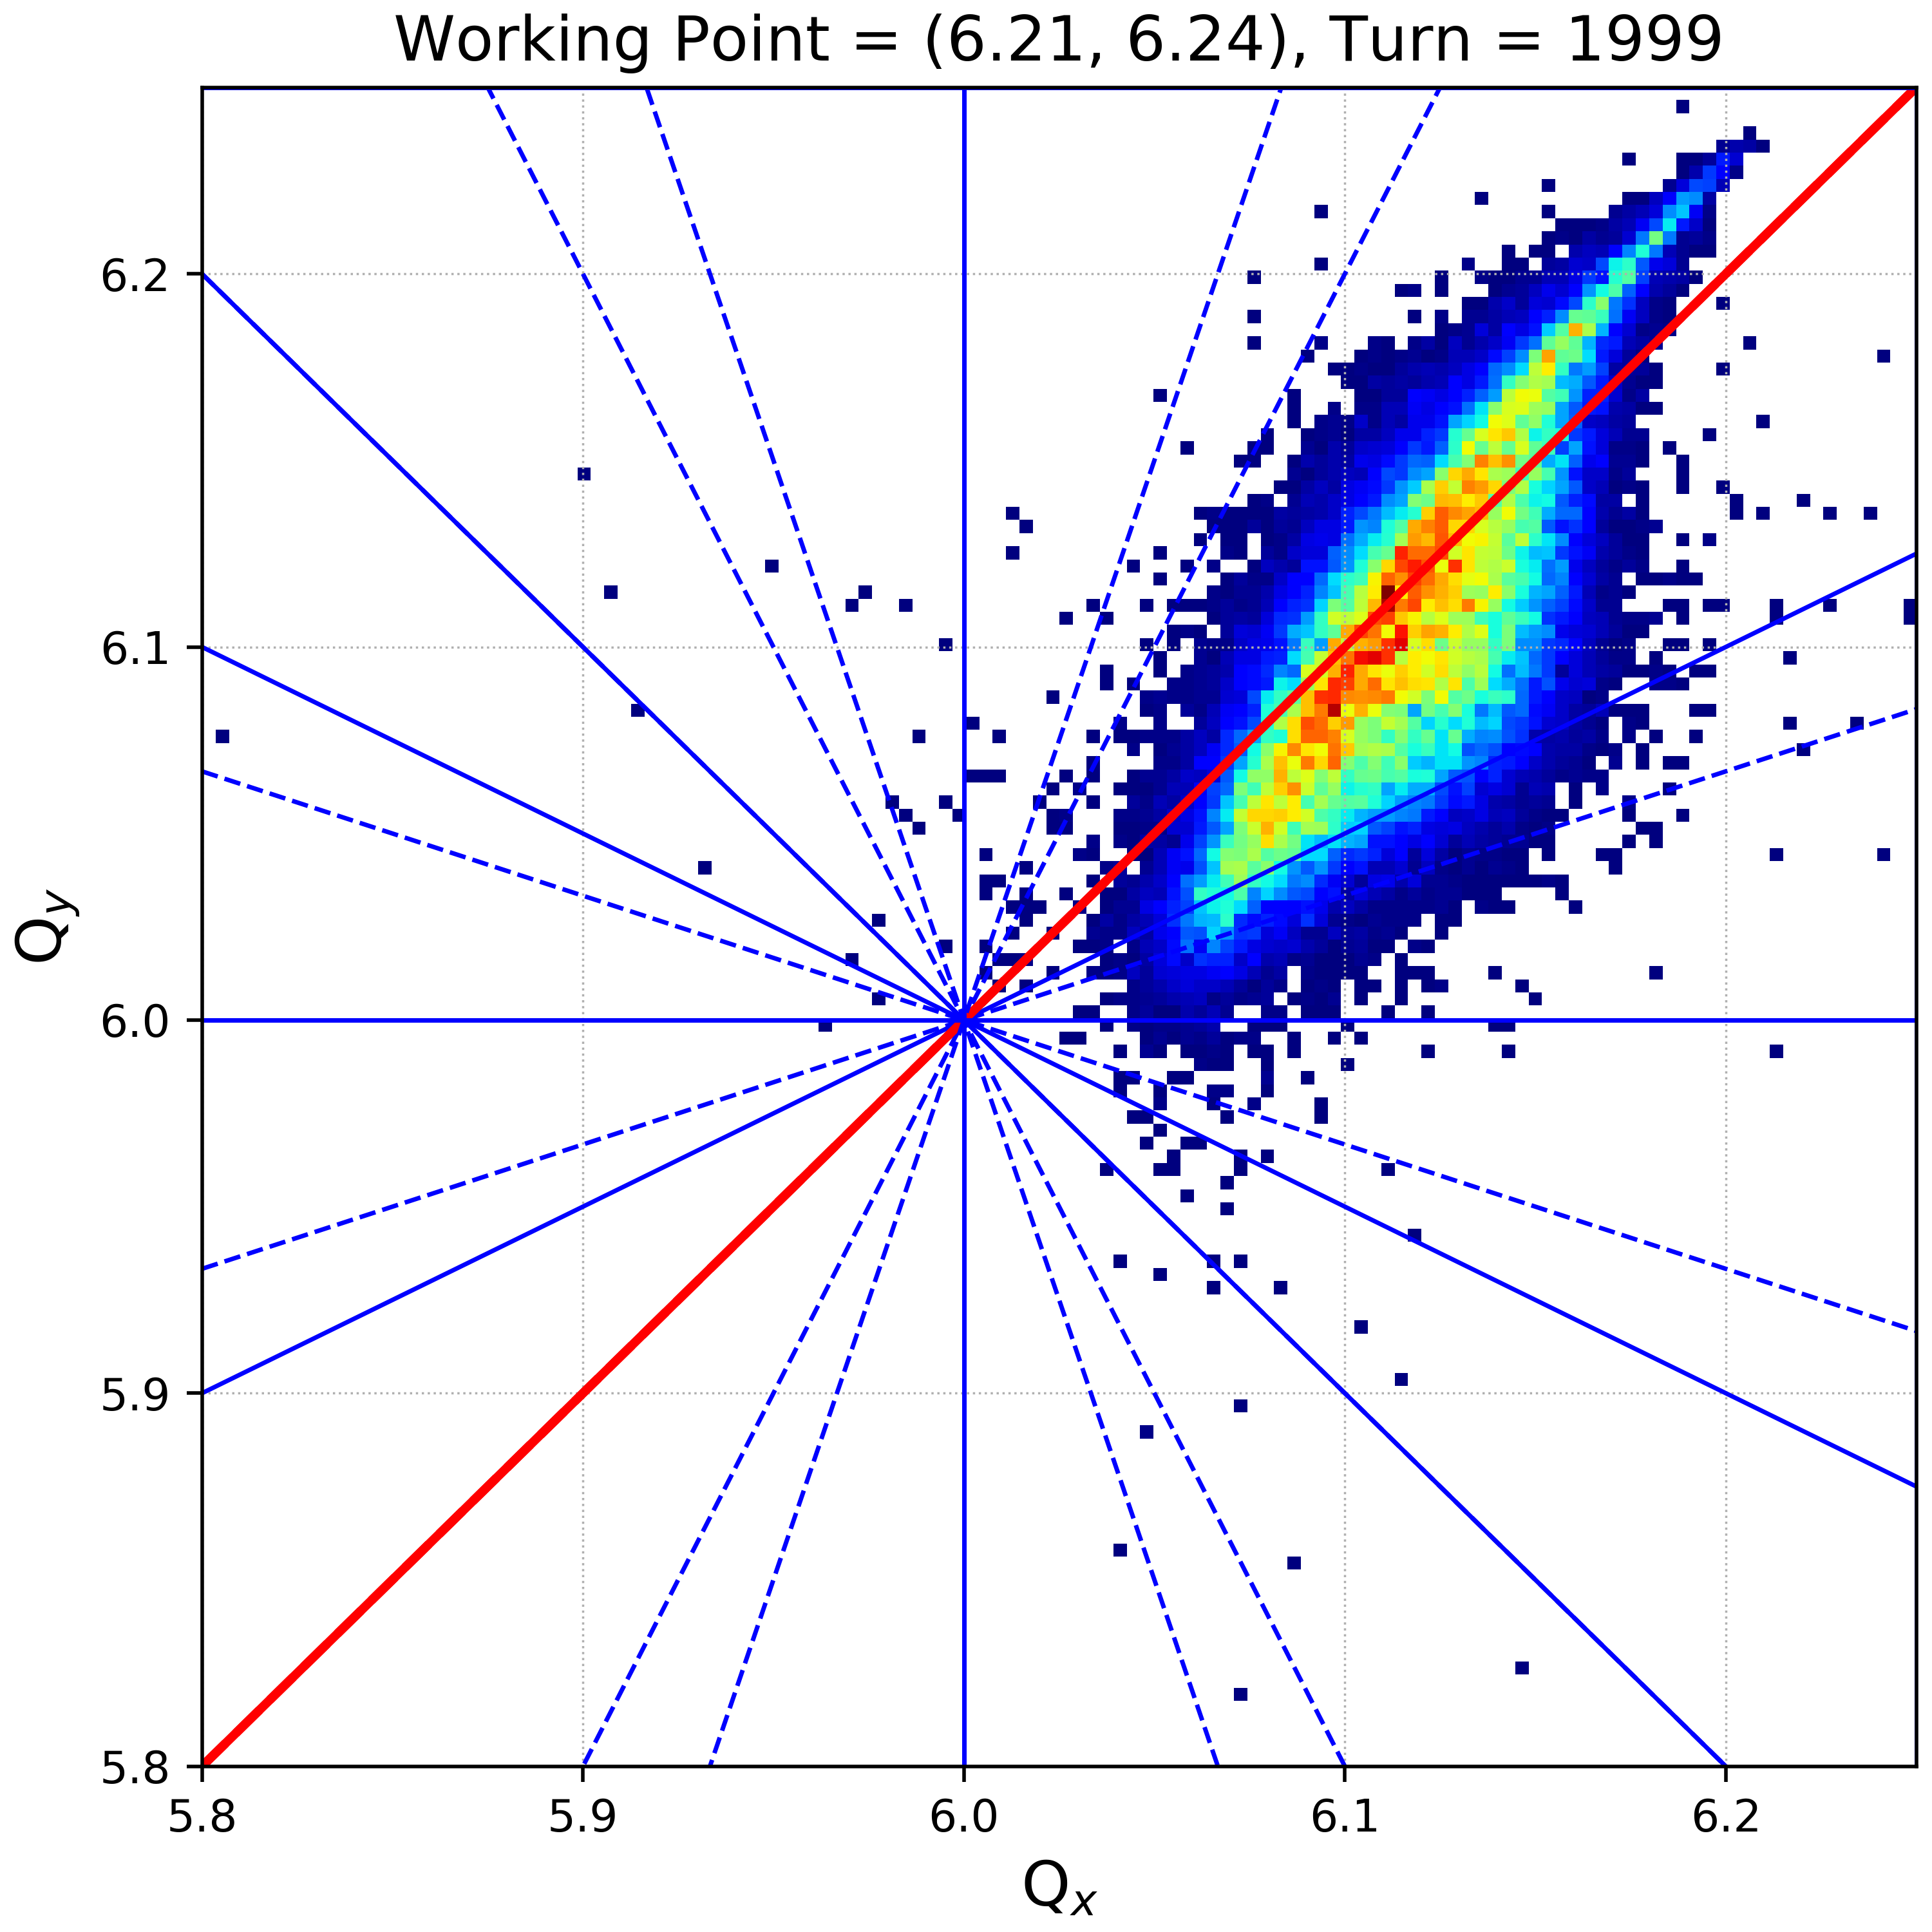 Working Point = (6.21, 6.24), Turn = 1999
6.2
6.1
6.0
5.9
5.8
Qy
5.8 5.9 6.0 6.1 6.2
Qx